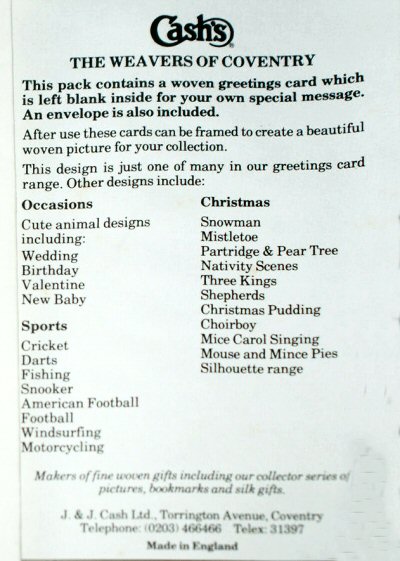 Cash's®
THE WEAVERS OF COVENTRY
This pack contains a woven greetings card which
is left blank inside for your own special message.
An envelope is also included.
After use these cards can be framed to create a beautiful
woven picture for your collection.
This design is just one of many in our greetings card
range. Other designs include:
Occasions
Cute animal designs
including:
Wedding
Birthday
Valentine
New Baby
Sports
Cricket
Darts
Fishing
Snooker
American Football
Football
Windsurfing
Motorcycling
Christmas
Snowman
Mistletoe
Partridge & Pear Tree
Nativity Scenes
Three Kings
Shepherds
Christmas Pudding
Choirboy
Mice Carol Singing
Mouse and Mince Pies
Silhouette range
Makers of fine woven gifts including our collector series of
pictures, bookmarks and silk gifts.
J. & J. Cash Ltd., Torrington Avenue, Coventry
Telephone: (0203) 466466 Telex: 31397
Made in England